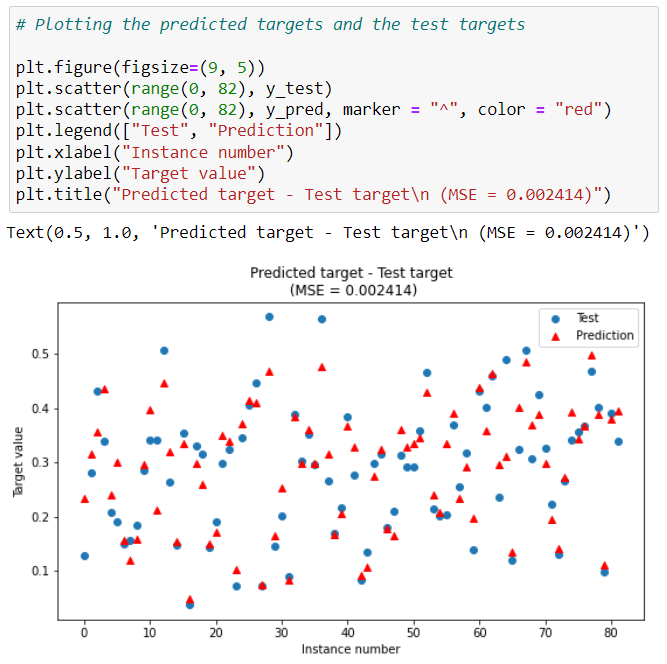 # Plotting the predicted targets and the test targets
plt.figure(figsize=(9, 5))
plt.scatter(range(0, 82), y_test)
plt.scatter(range(0, 82), y_pred, marker = "^", color = "red")
plt.legend(["Test", "Prediction"])
plt.xlabel("Instance number")
plt.ylabel("Target value")
plt.title("Predicted target - Test target\n (MSE = 0.002414)")
Text(0.5, 1.0, 'Predicted target - Test target\n (MSE = 0.002414)')
Predicted target - Test target
(MSE = 0.002414)
Test
Prediction
Target value
0.5
0.4
0.3
0.2
0.1
0 10 20 30 40 50 60 70 80
Instance number